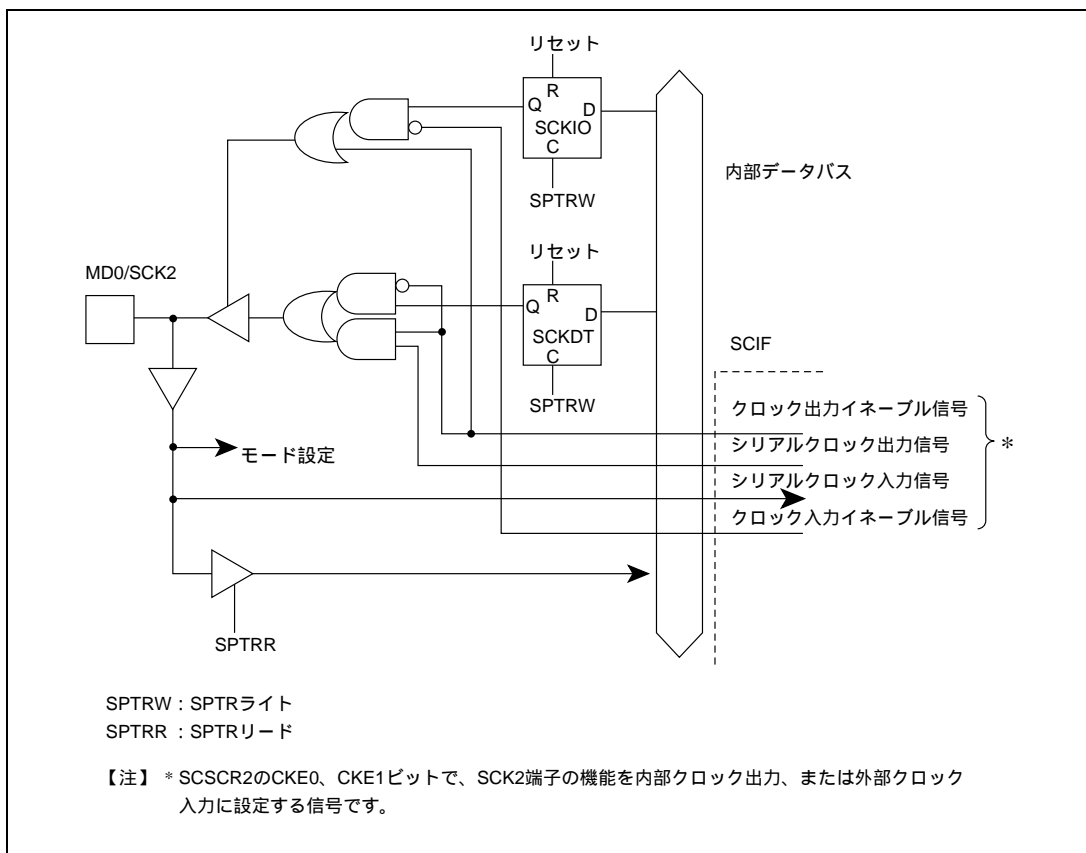 リセット
R
Q
D
SCKIO
C
SPTRW
内部データバス
リセット
MD0/SCK2
R
Q
D
SCKDT
C
SPTRW
SCIF
クロック出力イネーブル信号
シリアルクロック出力信号
シリアルクロック入力信号
クロック入力イネーブル信号
*
モード設定
SPTRR
SPTRW : SPTRライト
SPTRR : SPTRリード
【注】 * SCSCR2のCKE0、CKE1ビットで、SCK2端子の機能を内部クロック出力、または外部クロック
入力に設定する信号です。